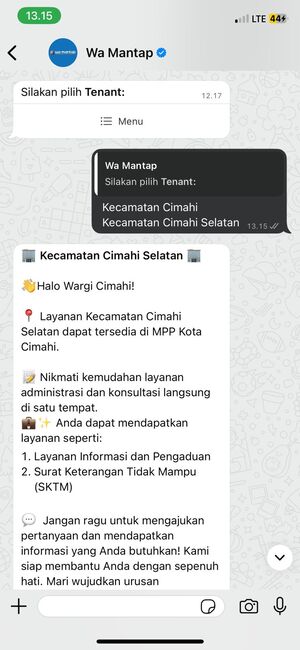 13.15
LTE 44
Wa Mantap
Silakan pilih Tenant:
12.17
Menu
Wa Mantap
Silakan pilih Tenant:
Kecamatan Cimahi
Kecamatan Cimahi Selatan 13.15
🏢 Kecamatan Cimahi Selatan 🏢
👋Halo Wargi Cimahi!
📍 Layanan Kecamatan Cimahi
Selatan dapat tersedia di MPP Kota
Cimahi.
📝 Nikmati kemudahan layanan
administrasi dan konsultasi langsung
di satu tempat.
💼✨ Anda dapat mendapatkan
layanan seperti:
1. Layanan Informasi dan Pengaduan
2. Surat Keterangan Tidak Mampu
(SKTM)
💬 Jangan ragu untuk mengajukan
pertanyaan dan mendapatkan
informasi yang Anda butuhkan! Kami
siap membantu Anda dengan sepenuh
hati. Mari wujudkan urusan